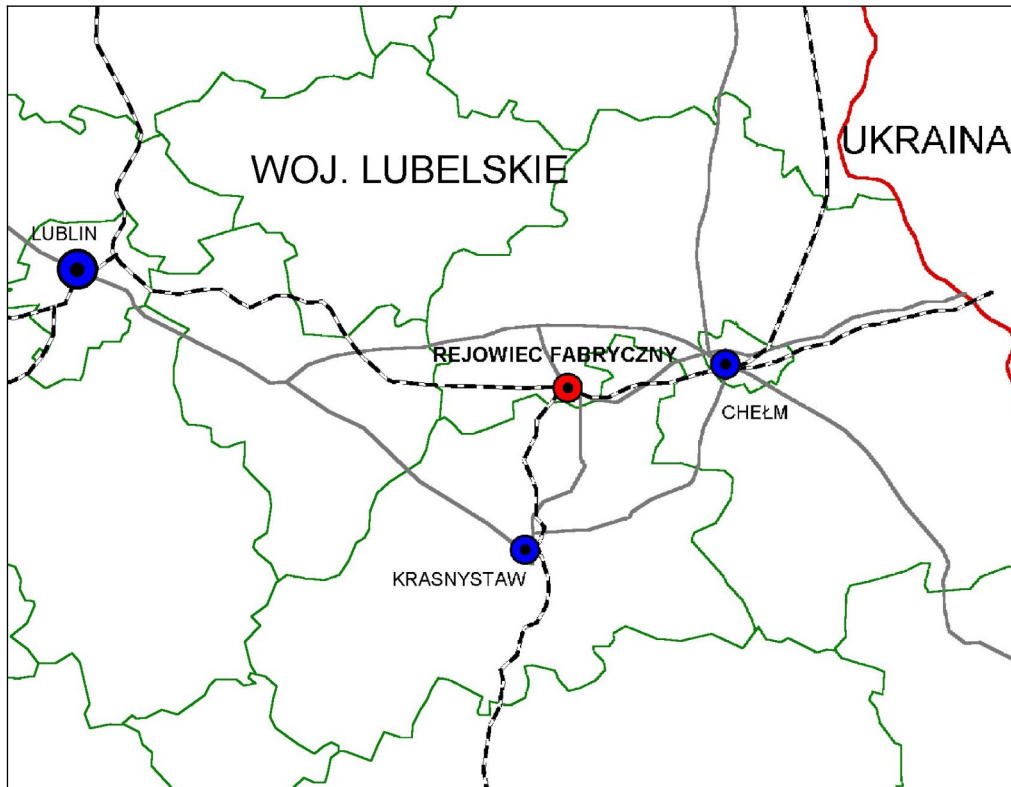 UKRAINA
WOJ. LUBELSKIE
LUBLIN
REJOWIEC FABRYCZNY
CHEŁM
KRASNYSTAW